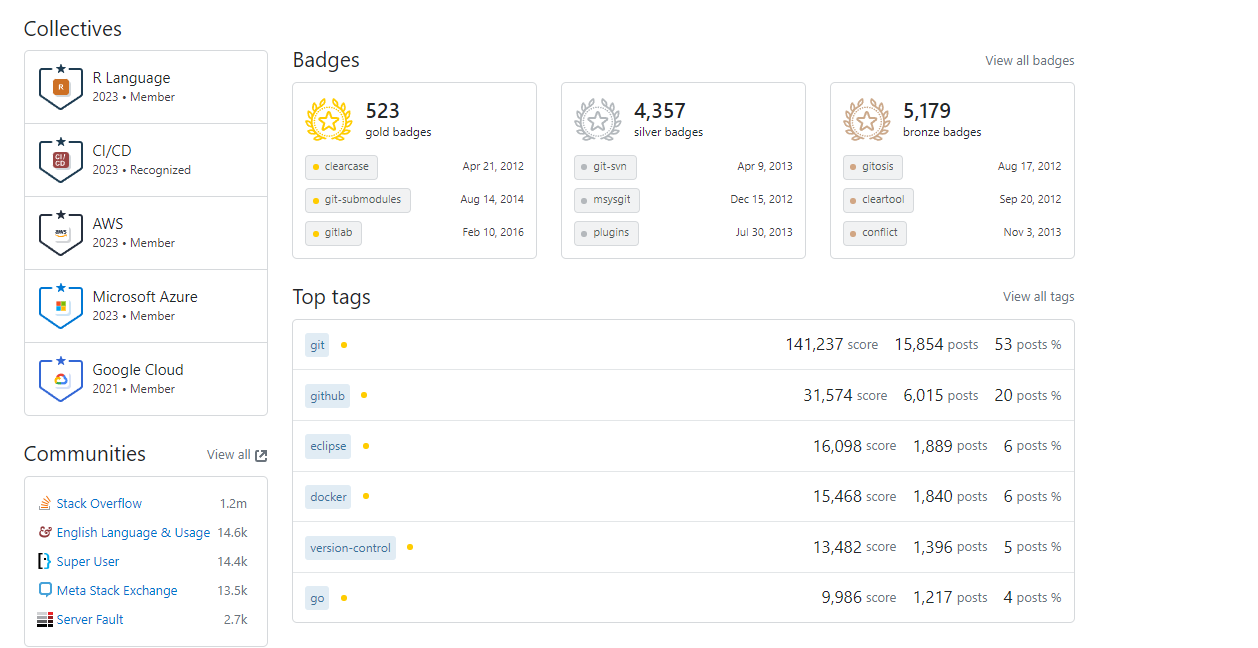 Collectives
R
R Language
2023 • Member
CI/
CD
CI/CD
2023 • Recognized
aws
AWS
2023 • Member
Microsoft Azure
2023 • Member
Google Cloud
2021 • Member
Communities View all
Stack Overflow 1.2m
English Language & Usage 14.6k
Super User 14.4k
Meta Stack Exchange 13.5k
Server Fault 2.7k
Badges View all badges
523
gold badges
clearcase Apr 21, 2012
git-submodules Aug 14, 2014
gitlab Feb 10, 2016
4,357
silver badges
git-svn Apr 9, 2013
msysgit Dec 15, 2012
plugins Jul 30, 2013
5,179
bronze badges
gitosis Aug 17, 2012
cleartool Sep 20, 2012
conflict Nov 3, 2013
Top tags View all tags
git 141,237 score 15,854 posts 53 posts %
github 31,574 score 6,015 posts 20 posts %
eclipse 16,098 score 1,889 posts 6 posts %
docker 15,468 score 1,840 posts 6 posts %
version-control 13,482 score 1,396 posts 5 posts %
go 9,986 score 1,217 posts 4 posts %